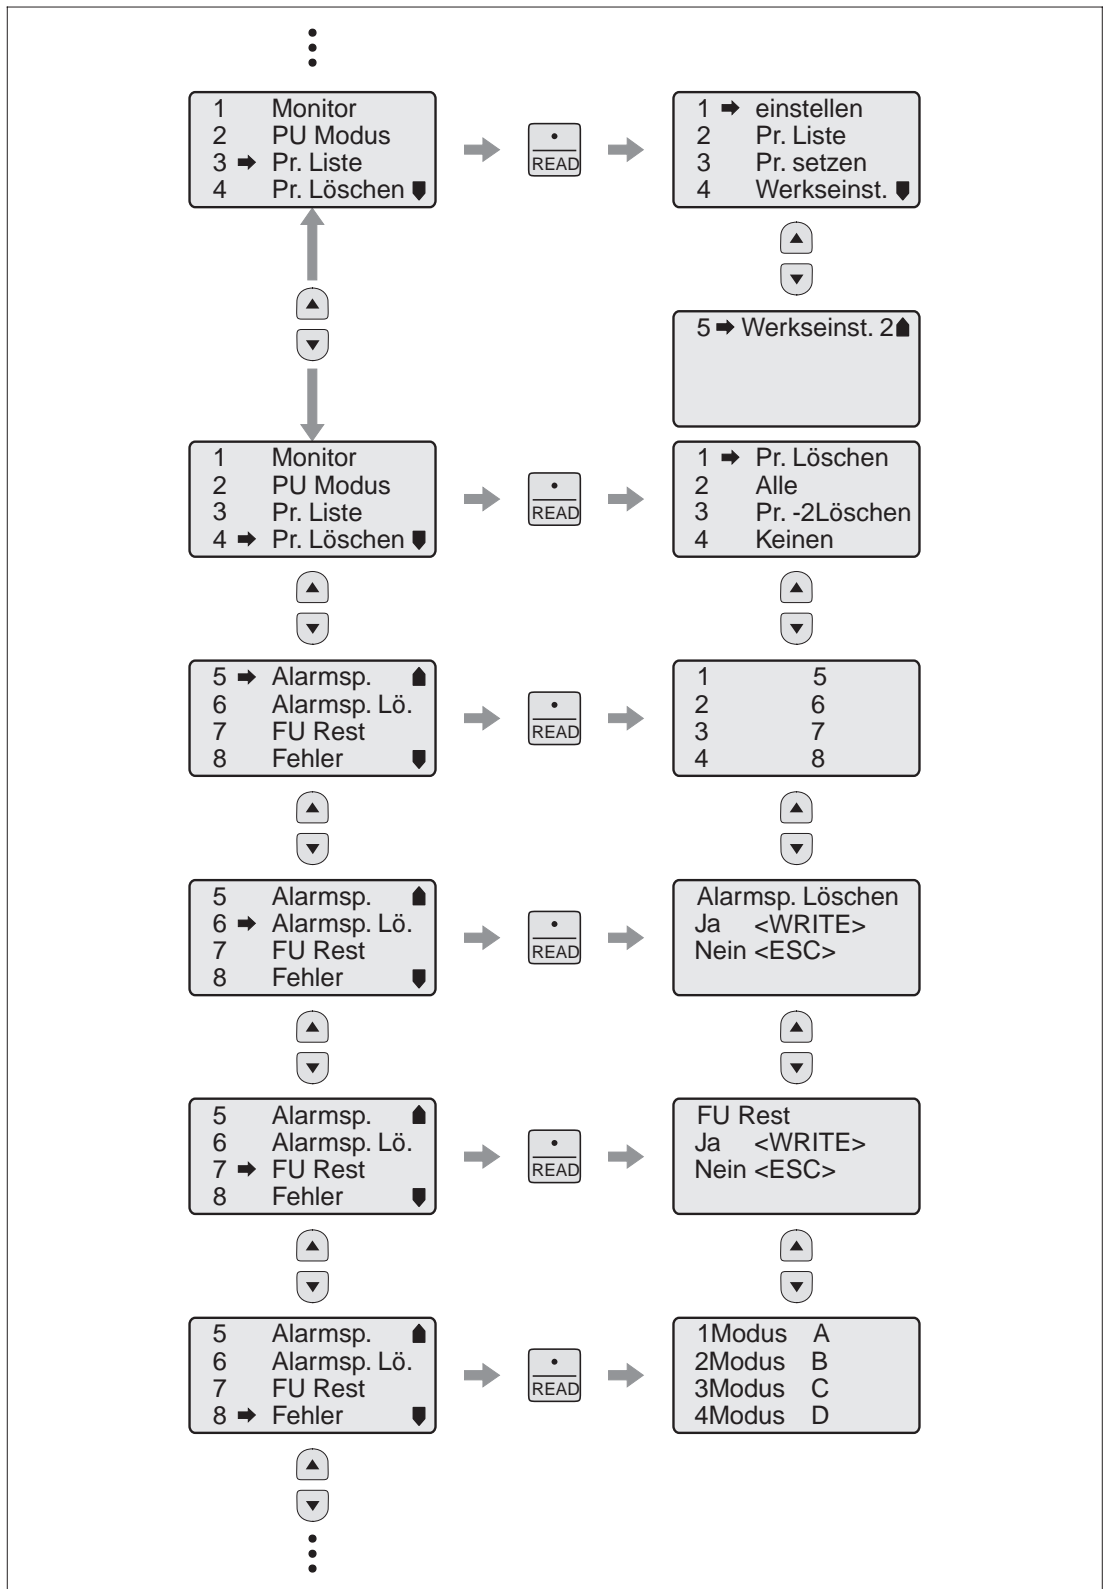 1 Monitor
2 PU Modus
3 ➡ Pr. Liste
4 Pr. Löschen
READ
1 ➡ einstellen
2 Pr. Liste
3 Pr. setzen
4 Werkseinst.
5 ➡ Werkseinst. 2
1 Monitor
2 PU Modus
3 Pr. Liste
4 ➡ Pr. Löschen
READ
1 ➡ Pr. Löschen
2 Alle
3 Pr. -2Löschen
4 Keinen
5 ➡ Alarmsp.
6 Alarmsp. Lö.
7 FU Rest
8 Fehler
READ
1 5
2 6
3 7
4 8
5 Alarmsp.
6 ➡ Alarmsp. Lö.
7 FU Rest
8 Fehler
READ
Alarmsp. Löschen
Ja <WRITE>
Nein <ESC>
5 Alarmsp.
6 Alarmsp. Lö.
7 ➡ FU Rest
8 Fehler
READ
FU Rest
Ja <WRITE>
Nein <ESC>
5 Alarmsp.
6 Alarmsp. Lö.
7 FU Rest
8 ➡ Fehler
READ
1Modus A
2Modus B
3Modus C
4Modus D